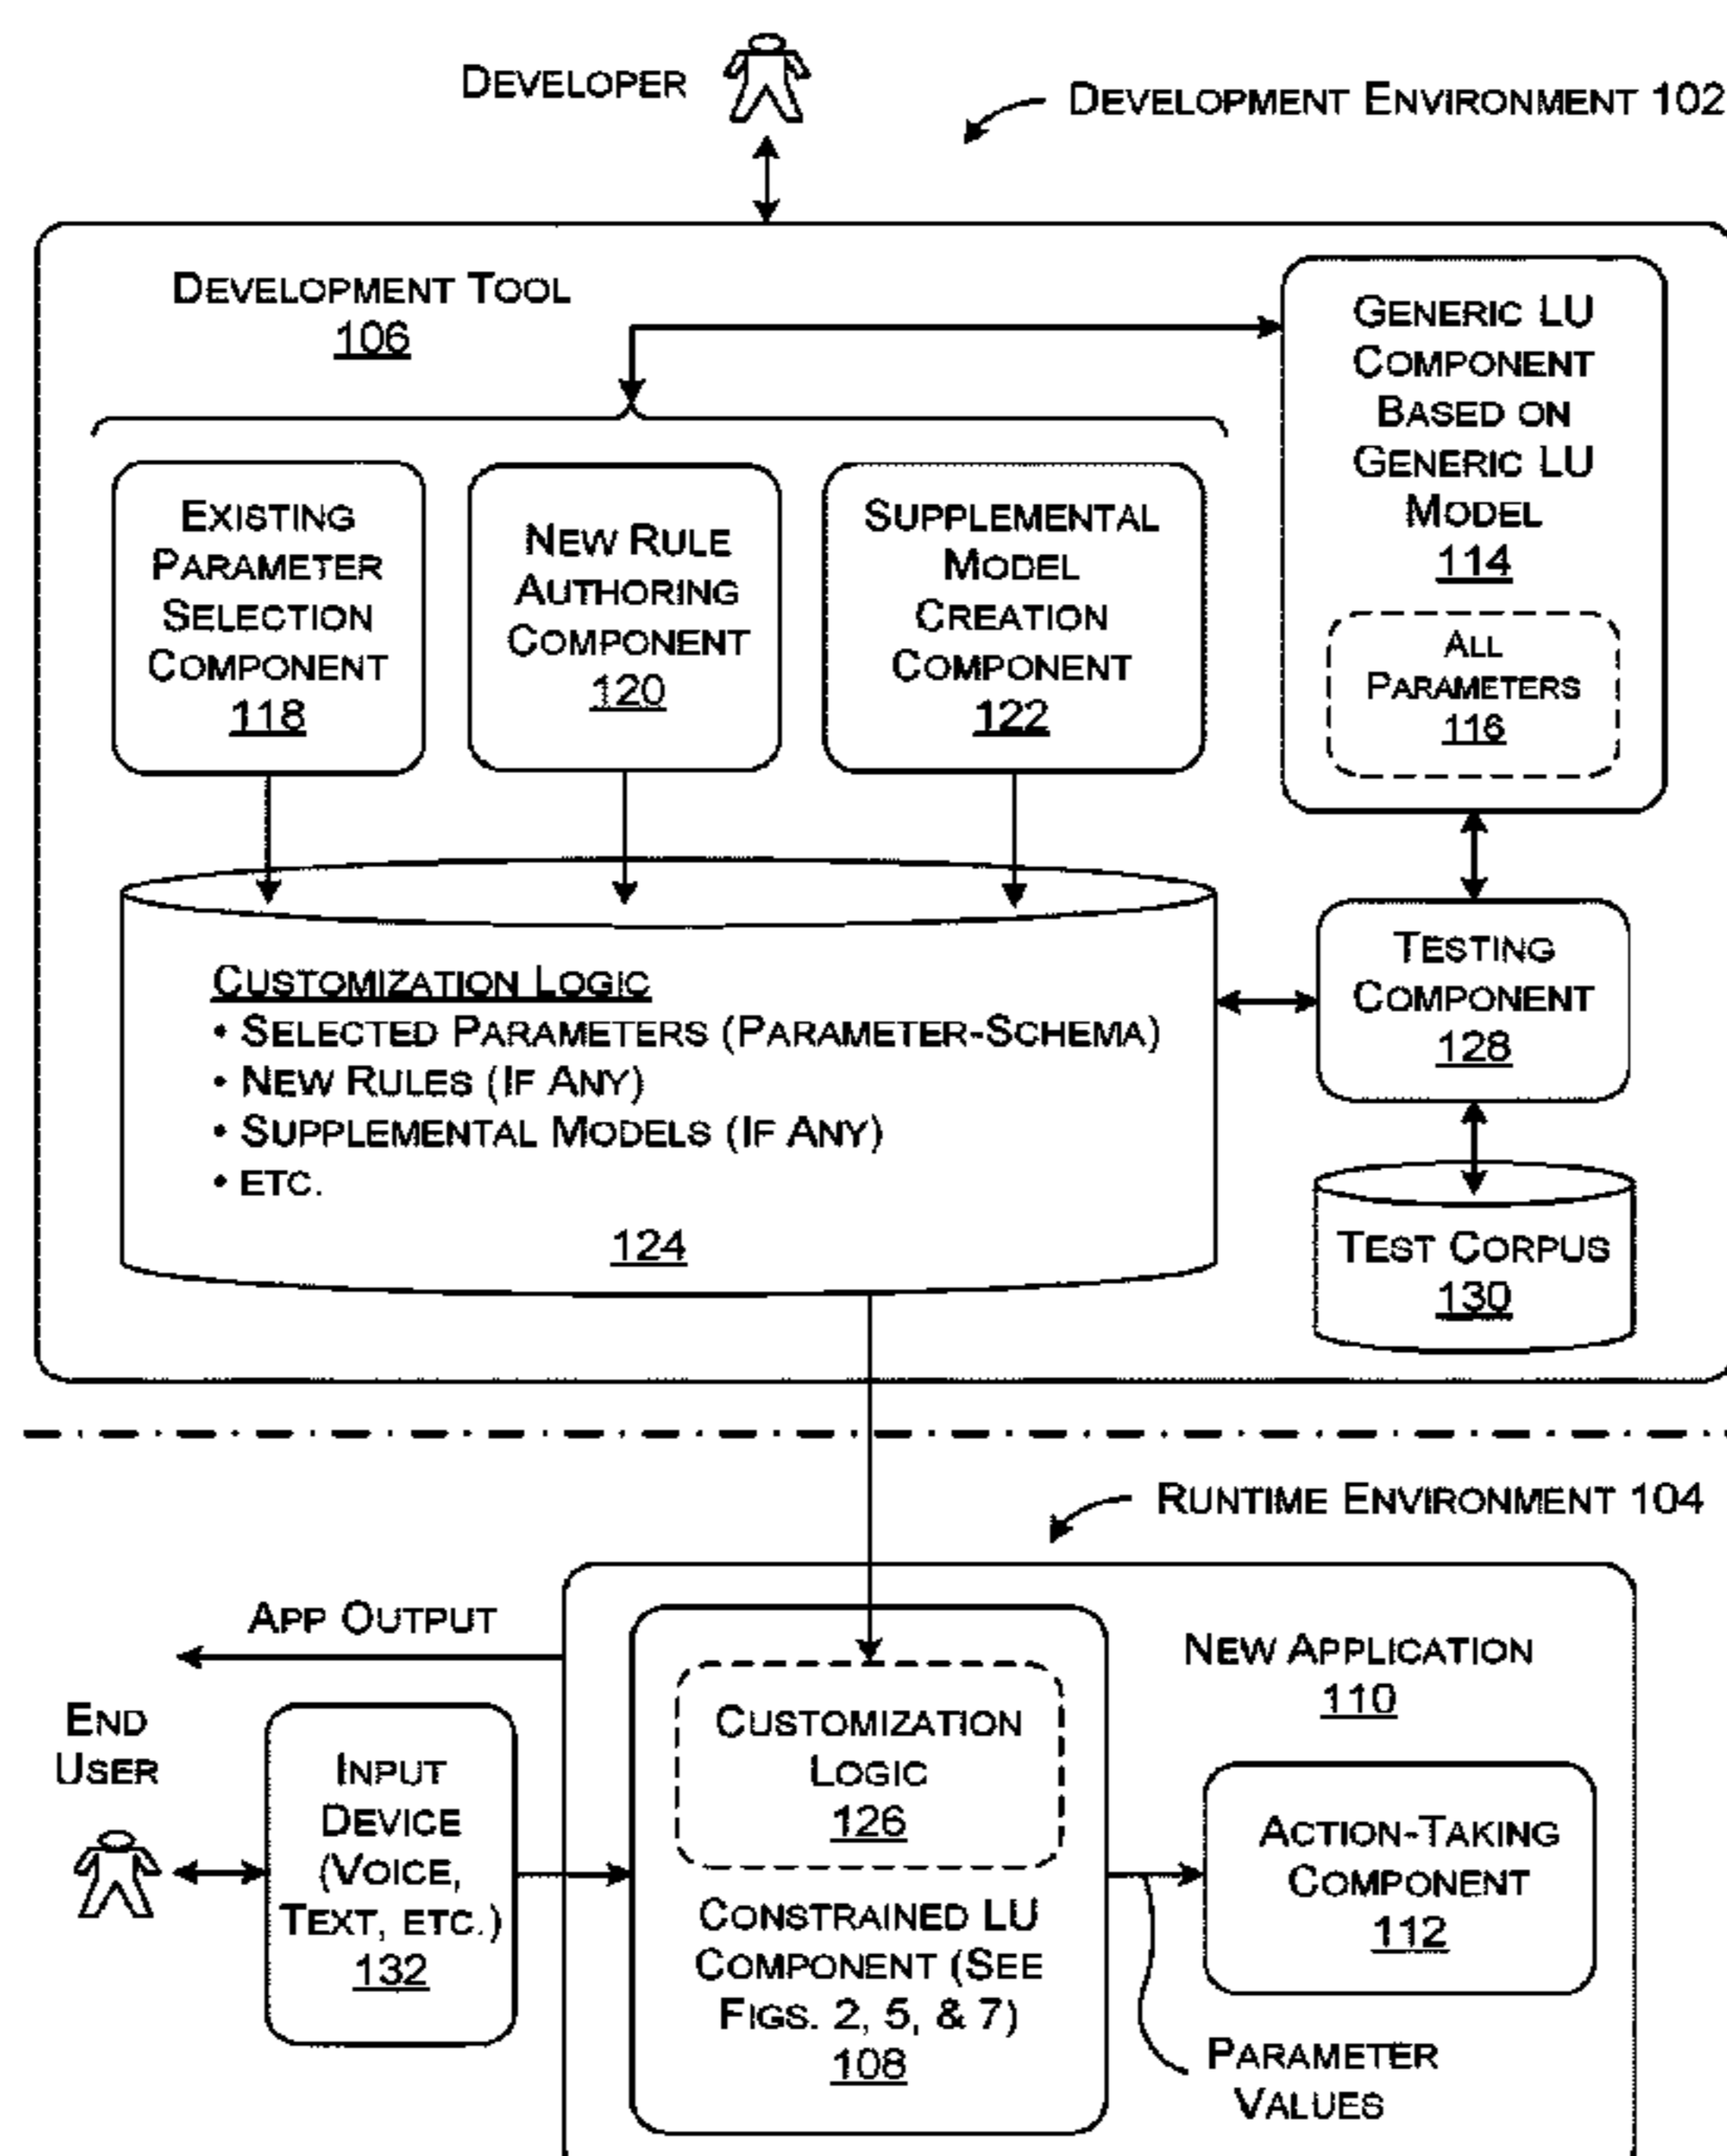 DEVELOPER
DEVELOPMENT ENVIRONMENT 102
DEVELOPMENT TOOL
106
GENERIC LU
COMPONENT
BASED ON
GENERIC LU
MODEL
114
ALL
PARAMETERS
116
EXISTING
PARAMETER
SELECTION
COMPONENT
118
NEW RULE
AUTHORING
COMPONENT
120
SUPPLEMENTAL
MODEL
CREATION
COMPONENT
122
CUSTOMIZATION LOGIC
• SELECTED PARAMETERS (PARAMETER-SCHEMA)
• NEW RULES (IF ANY)
• SUPPLEMENTAL MODELS (IF ANY)
• ETC.
124
TESTING
COMPONENT
128
TEST CORPUS
130
RUNTIME ENVIRONMENT 104
APP OUTPUT
END
USER
INPUT
DEVICE
(VOICE,
TEXT, ETC.)
132
CUSTOMIZATION
LOGIC
126
CONSTRAINED LU
COMPONENT (SEE
FIGS. 2, 5, & 7)
108
NEW APPLICATION
110
ACTION-TAKING
COMPONENT
112
PARAMETER
VALUES